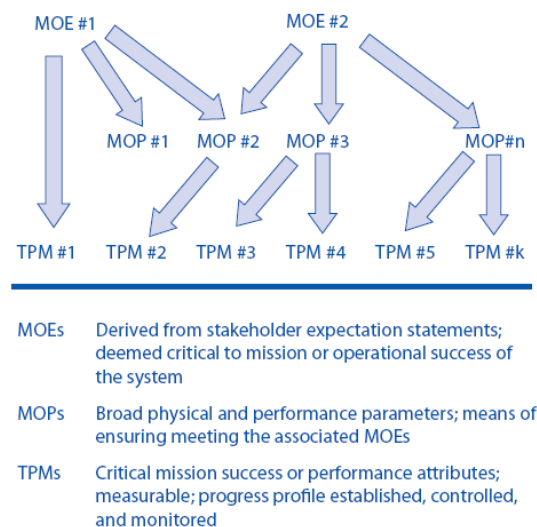 MOE #1 MOE #2
MOP #1 MOP #2 MOP #3 MOP#n
TPM #1 TPM #2 TPM #3 TPM #4 TPM #5 TPM #k
MOEs Derived from stakeholder expectation statements;
deemed critical to mission or operational success of
the system
MOPs Broad physical and performance parameters; means of
ensuring meeting the associated MOEs
TPMs Critical mission success or performance attributes;
measurable; progress profile established, controlled,
and monitored